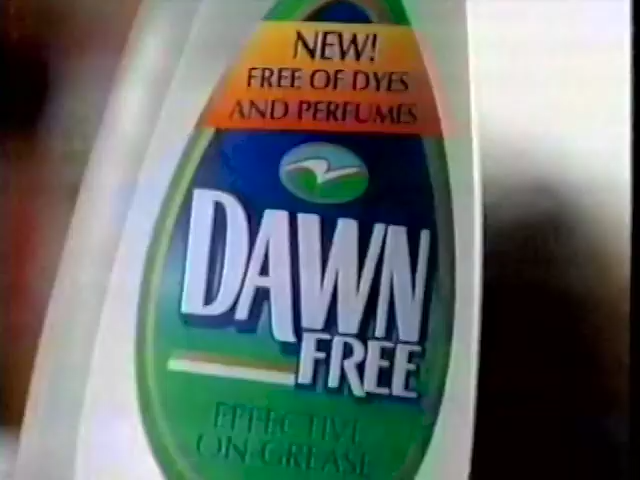 NEW!
FREE OF DYES
AND PERFUMES
DAWN
FREE
EFFECTIVE
ON GREASE